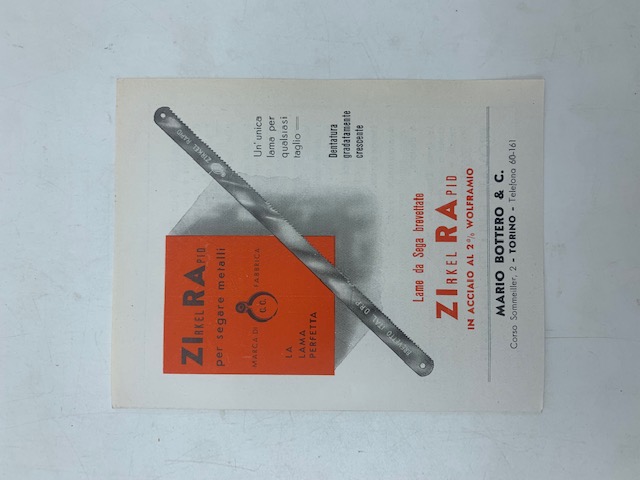 ZIRKEL RAPID
per segare metalli
MARCA DI FABBRICA
C.C.
LA
LAMA
PERFETTA
Un'unica
lama per
qualsiasi
taglio
Dentatura
gradatamente
crescente
ZIRKEL RAPID
Lame da Sega brevettate
ZIRKEL RAPID
IN ACCIAIO AL 2% WOLFRAMIO
MARIO BOTTERO & C.
Corso Sommeiller, 2 - TORINO - Telefono 60-161